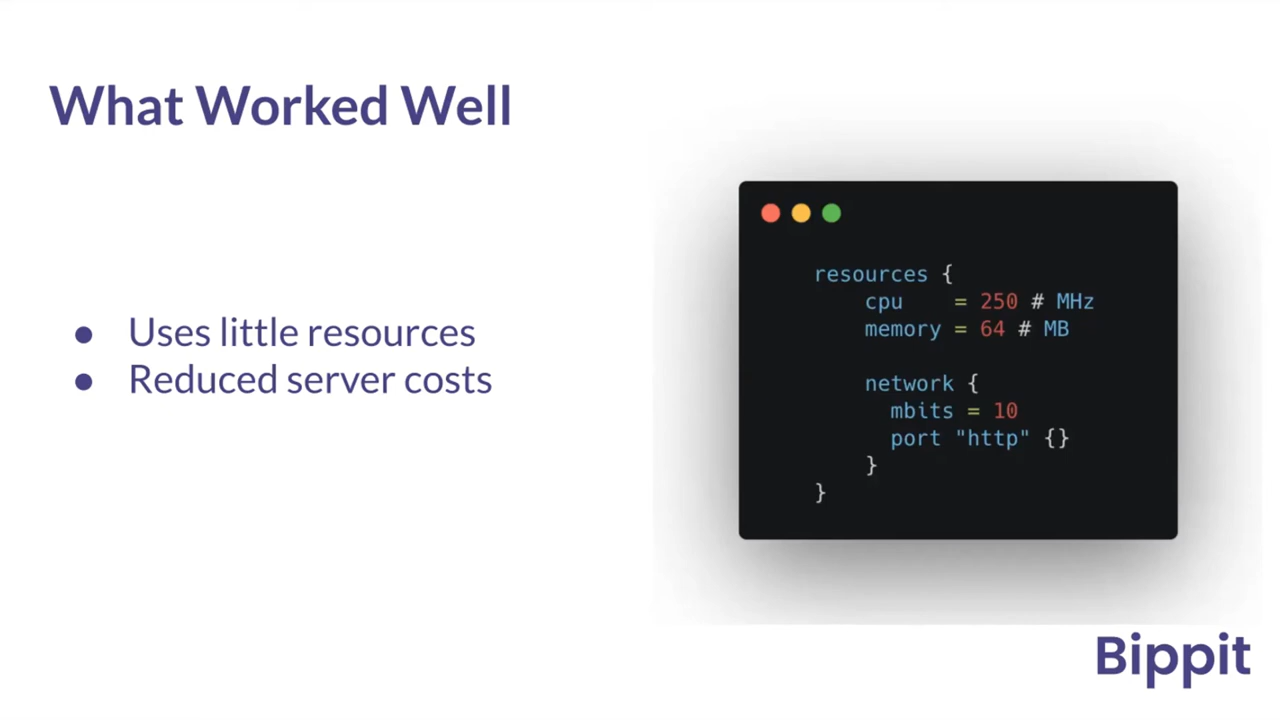 What Worked Well
● Uses little resources
● Reduced server costs
resources {
    cpu    = 250 # MHz
    memory = 64 # MB
    network {
      mbits = 10
      port "http" {}
    }
}
Bippit